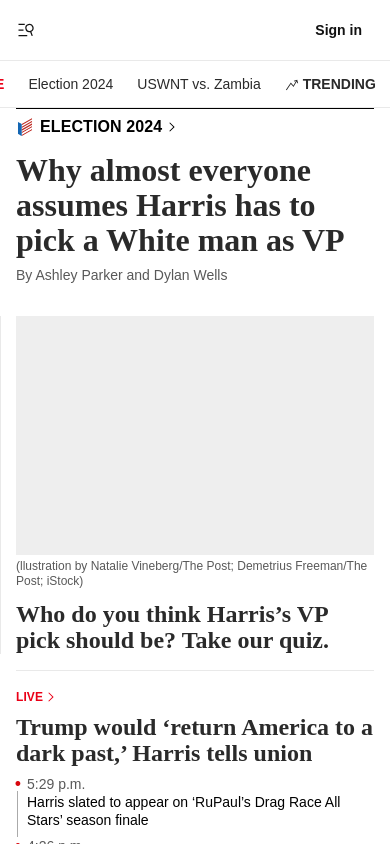 Sign in
Election 2024
USWNT vs. Zambia
TRENDING
ELECTION 2024
Why almost everyone
assumes Harris has to
pick a White man as VP
By Ashley Parker and Dylan Wells
(llustration by Natalie Vineberg/The Post; Demetrius Freeman/The
Post; iStock)
Who do you think Harris’s VP
pick should be? Take our quiz.
LIVE
Trump would ‘return America to a
dark past,’ Harris tells union
5:29 p.m.
Harris slated to appear on ‘RuPaul’s Drag Race All
Stars’ season finale